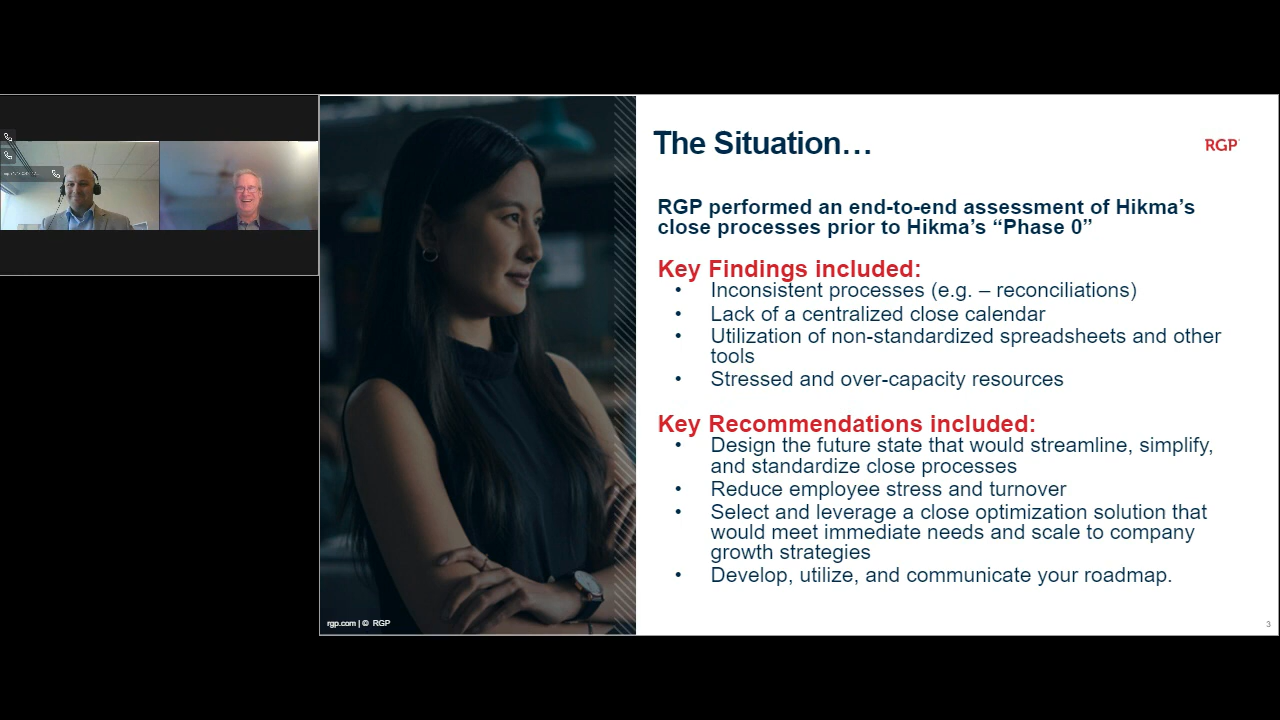 The Situation…
RGP
RGP performed an end-to-end assessment of Hikma’s
close processes prior to Hikma’s “Phase 0”
Key Findings included:
• Inconsistent processes (e.g. – reconciliations)
• Lack of a centralized close calendar
• Utilization of non-standardized spreadsheets and other
tools
• Stressed and over-capacity resources
Key Recommendations included:
• Design the future state that would streamline, simplify,
and standardize close processes
• Reduce employee stress and turnover
• Select and leverage a close optimization solution that
would meet immediate needs and scale to company
growth strategies
• Develop, utilize, and communicate your roadmap.
rgp.com | © RGP
3